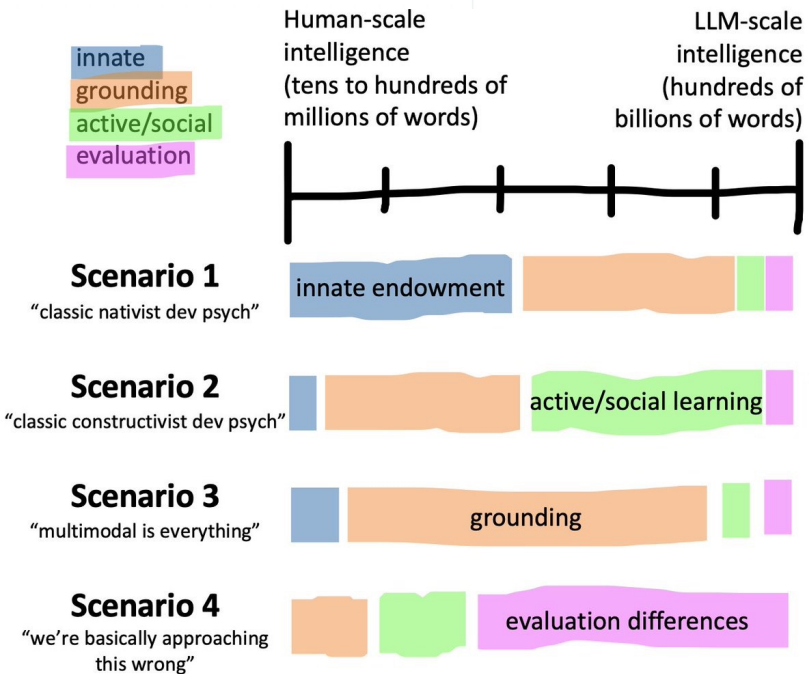 innate
grounding
active/social
evaluation
Human-scale
intelligence
(tens to hundreds of
millions of words)
LLM-scale
intelligence
(hundreds of
billions of words)
Scenario 1
“classic nativist dev psych”
innate endowment
Scenario 2
“classic constructivist dev psych”
active/social learning
Scenario 3
“multimodal is everything”
grounding
Scenario 4
“we’re basically approaching
this wrong”
evaluation differences